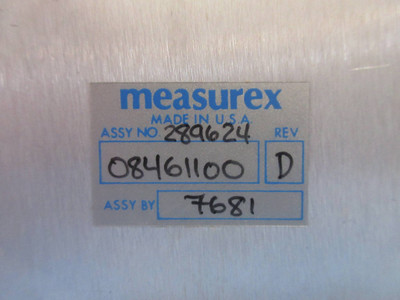 measurex
MADE IN U.S.A.
ASSY NO. 289624 REV
08461100 D
ASSY BY 7681